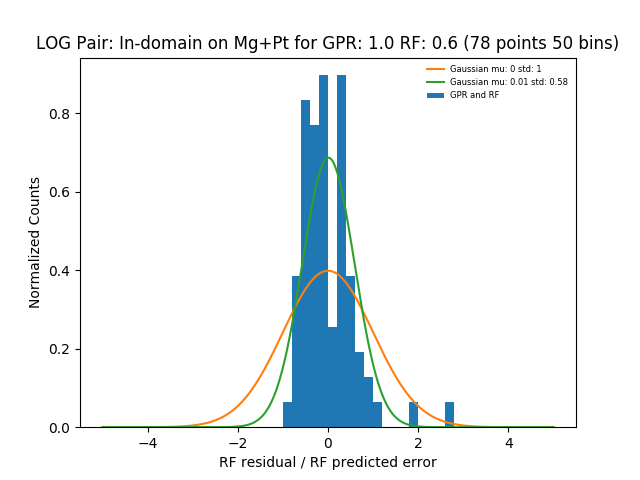 LOG Pair: In-domain on Mg+Pt for GPR: 1.0 RF: 0.6 (78 points 50 bins)
Gaussian mu: 0 std: 1
Gaussian mu: 0.01 std: 0.58
GPR and RF
Normalized Counts
0.8
0.6
0.4
0.2
0.0
−4 −2 0 2 4
RF residual / RF predicted error